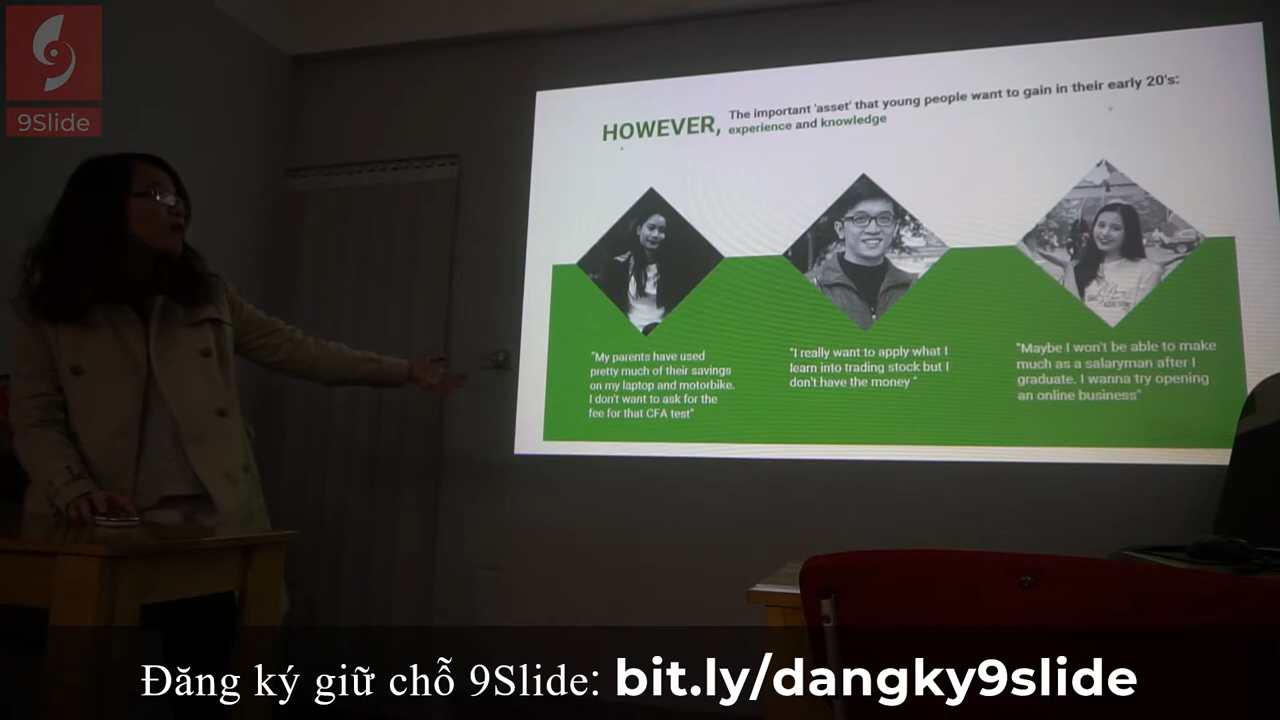 9Slide
HOWEVER,
The important 'asset' that young people want to gain in their early 20's:
experience and knowledge
"My parents have used
pretty much of their savings
on my laptop and motorbike.
I don't want to ask for the
fee for that CFA test"
"I really want to apply what I
learn into trading stock but I
don't have the money "
"Maybe I won't be able to make
much as a salaryman after I
graduate. I wanna try opening
an online business"
Đăng ký giữ chỗ 9Slide: bit.ly/dangky9slide